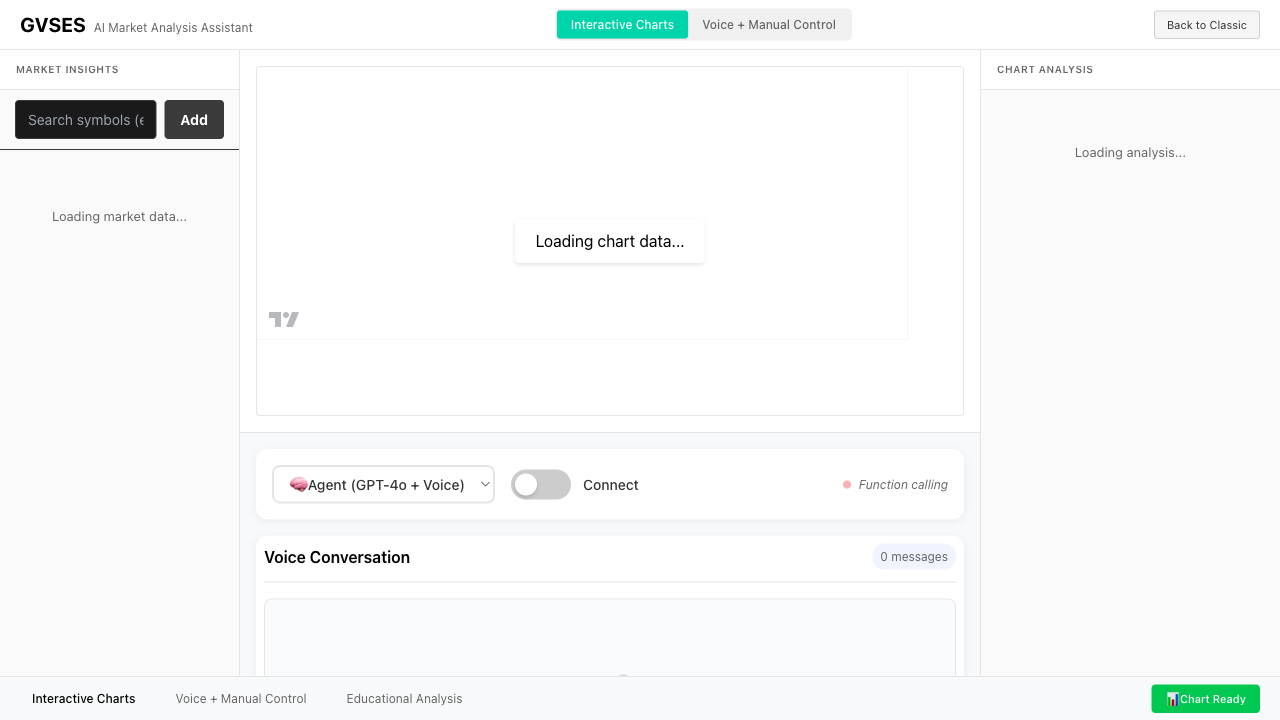 GVSES AI Market Analysis Assistant
Interactive Charts
Voice + Manual Control
Back to Classic
MARKET INSIGHTS
Search symbols (e
Add
Loading market data...
Loading chart data...
CHART ANALYSIS
Loading analysis...
🧠Agent (GPT-4o + Voice)
Connect
Function calling
Voice Conversation
0 messages
Interactive Charts
Voice + Manual Control
Educational Analysis
📊Chart Ready